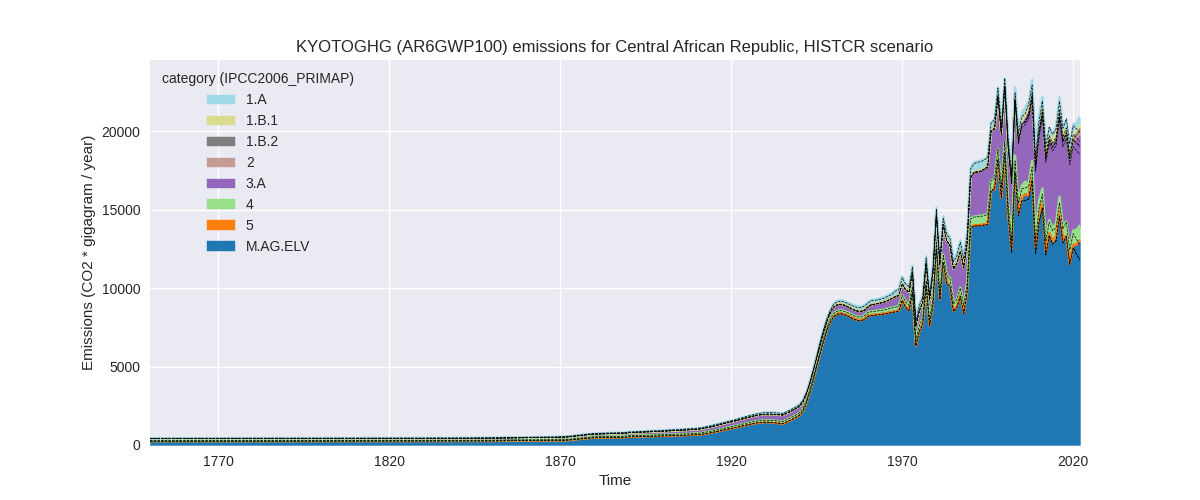 KYOTOGHG (AR6GWP100) emissions for Central African Republic, HISTCR scenario
category (IPCC2006_PRIMAP)
1.A
1.B.1
1.B.2
2
3.A
4
5
M.AG.ELV
Emissions (CO2 * gigagram / year)
20000
15000
10000
5000
0
1770
1820
1870
1920
1970
2020
Time